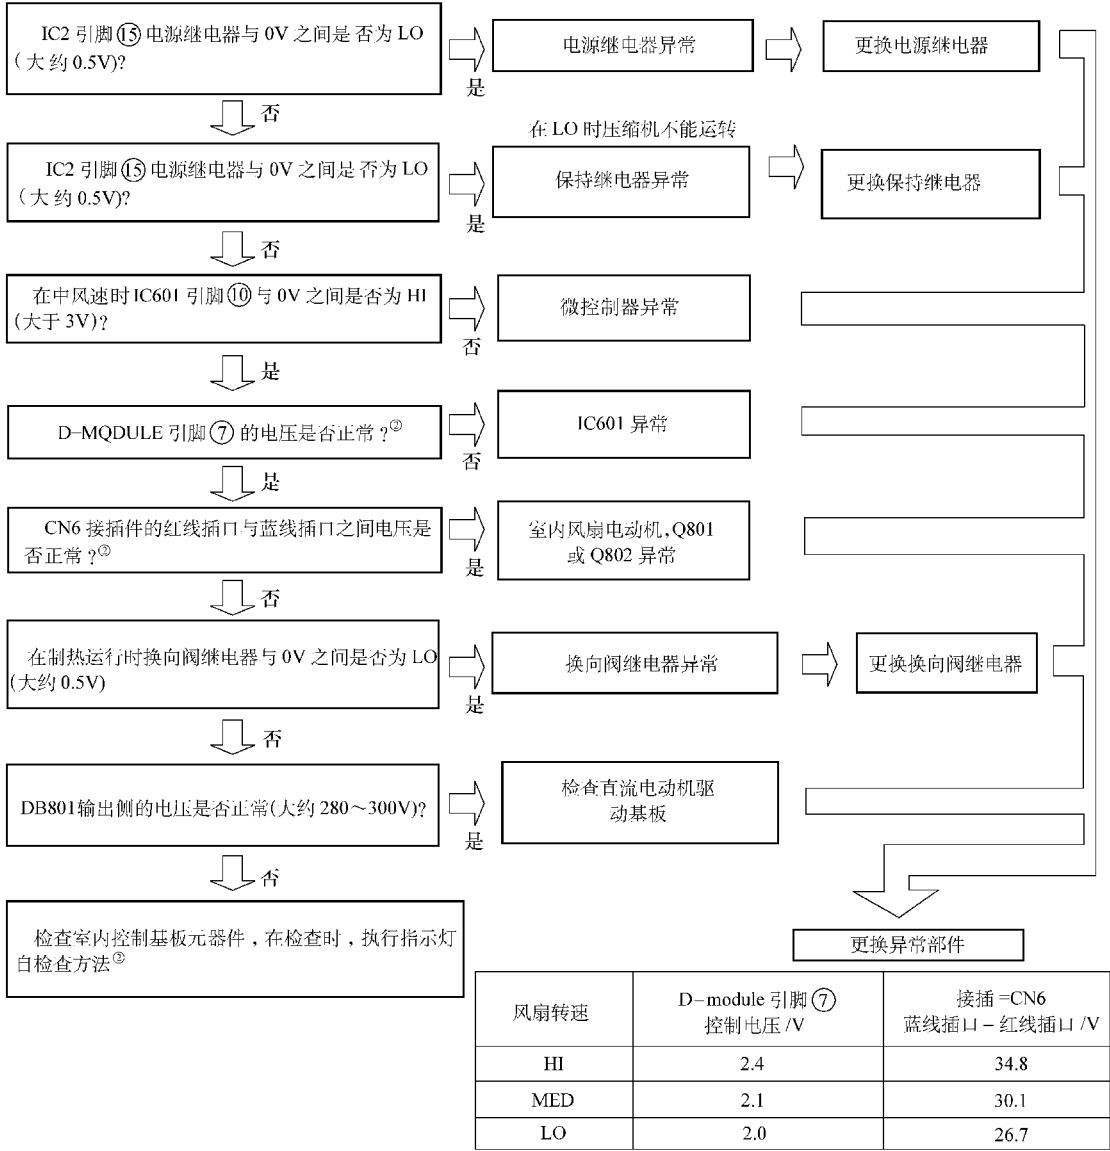 IC2 引脚⑮电源继电器与 0V 之间是否为 LO
(大约0.5V)?
是
电源继电器异常
更换电源继电器
否
在 LO 时压缩机不能运转
IC2 引脚⑮电源继电器与 0V 之间是否为 LO
(大约0.5V)?
是
保持继电器异常
更换保持继电器
否
在中风速时 IC601 引脚⑩与 0V 之间是否为 HI
(大于 3V)?
否
微控制器异常
是
D-MQDULE 引脚⑦的电压是否正常?②
否
IC601 异常
是
CN6 接插件的红线插口与蓝线插口之间电压是
否正常?②
是
室内风扇电动机,Q801
或 Q802 异常
否
在制热运行时换向阀继电器与 0V 之间是否为 LO
(大约0.5V)
是
换向阀继电器异常
更换换向阀继电器
否
DB801输出侧的电压是否正常(大约 280～300V)?
是
检查直流电动机驱
动基板
否
检查室内控制基板元器件，在检查时，执行指示灯
自检查方法②
更换异常部件
风扇转速 D-module 引脚⑦ 接插=CN6
控制电压/V 蓝线插口-红线插口/V
HI 2.4 34.8
MED 2.1 30.1
LO 2.0 26.7